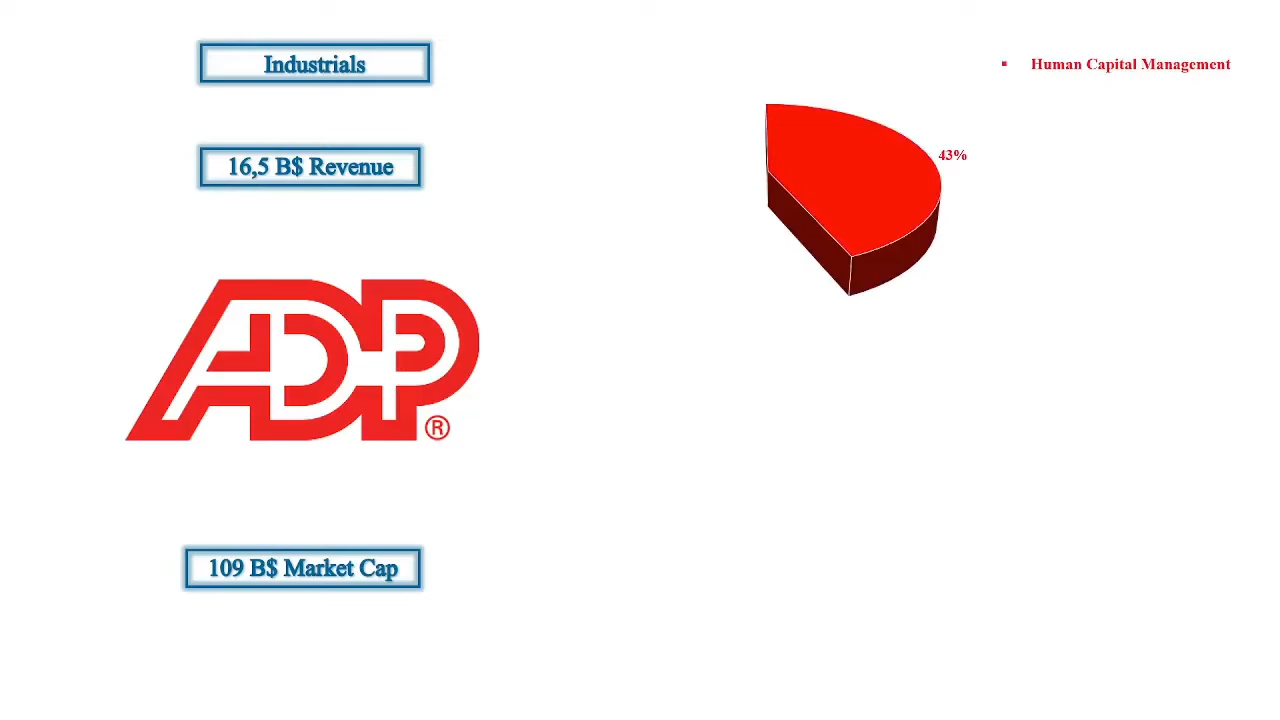 Industrials
Human Capital Management
43%
16,5 B$ Revenue
ADP®
109 B$ Market Cap